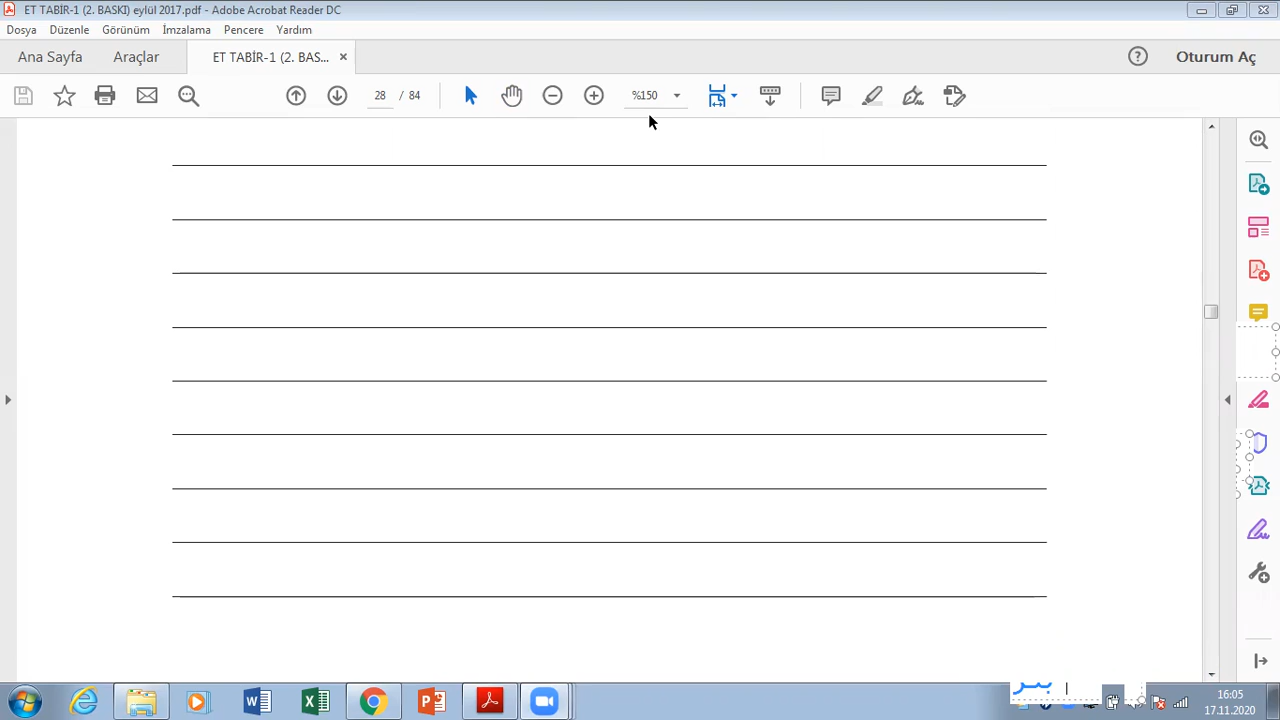 ET TABİR-1 (2. BASKI) eylül 2017.pdf - Adobe Acrobat Reader DC
Dosya Düzenle Görünüm İmzalama Pencere Yardım
Ana Sayfa Araçlar ET TABİR-1 (2. BAS... Oturum Aç
28 / 84 %150
16:05
17.11.2020